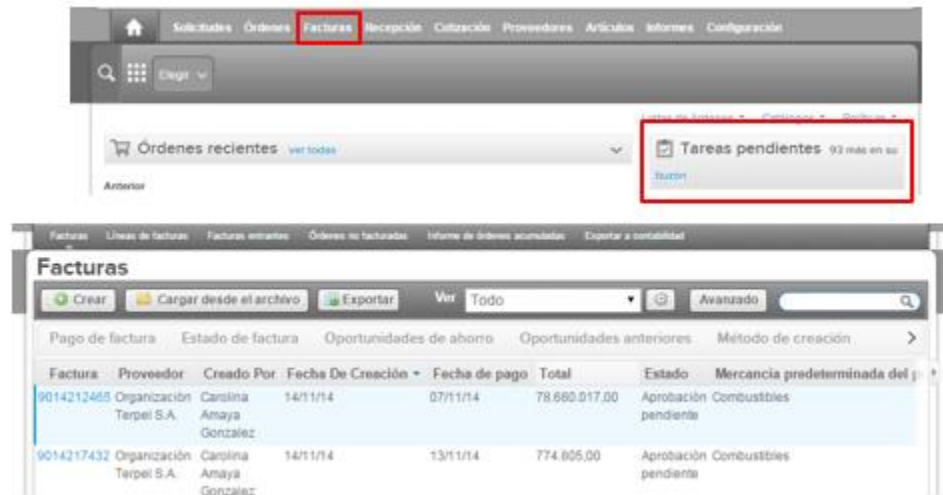 Solicitudes Órdenes Facturas Recepción Cotización Proveedores Artículos Informes Configuración
Elegir
Órdenes recientes ver todas
Tareas pendientes 93 más en su
buzón
Anterior
Facturas Líneas de facturas Facturas entrantes Órdenes no facturadas Informe de órdenes acumuladas Exportar a contabilidad
Facturas
Crear Cargar desde el archivo Exportar Ver Todo Avanzado
Pago de factura Estado de factura Oportunidades de ahorro Oportunidades anteriores Método de creación
Factura Proveedor Creado Por Fecha De Creación Fecha de pago Total Estado Mercancía predeterminada del
9014212465 Organización Carolina 14/11/14 07/11/14 78.660.017,00 Aprobación Combustibles
Terpel S.A. Amaya pendiente
Gonzalez
9014217432 Organización Carolina 14/11/14 13/11/14 774.805,00 Aprobación Combustibles
Terpel S.A. Amaya pendiente
Gonzalez